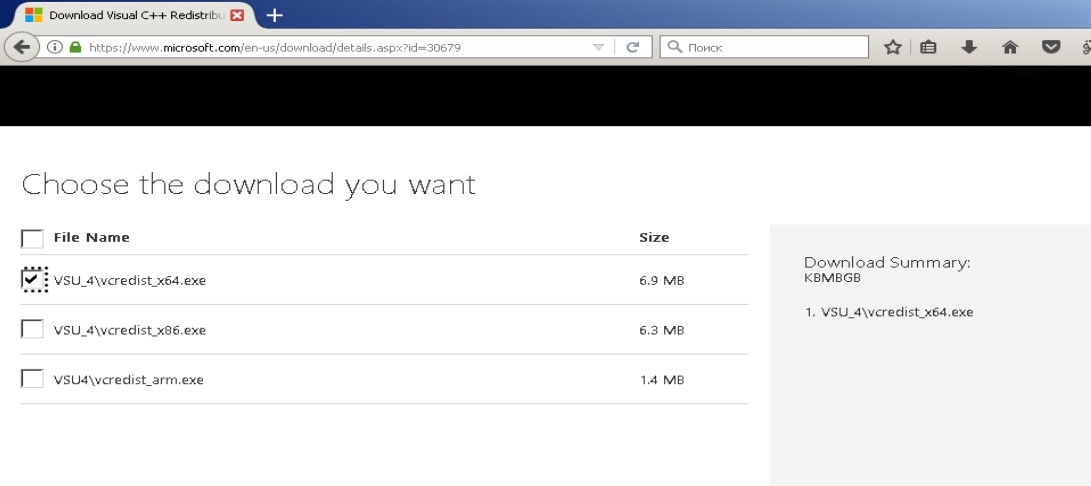 Download Visual C++ Redistribu
https://www.microsoft.com/en-us/download/details.aspx?id=30679
Поиск
Choose the download you want
File Name Size
VSU_4\vcredist_x64.exe 6.9 MB
VSU_4\vcredist_x86.exe 6.3 MB
VSU4\vcredist_arm.exe 1.4 MB
Download Summary:
KBMBGB
1. VSU_4\vcredist_x64.exe